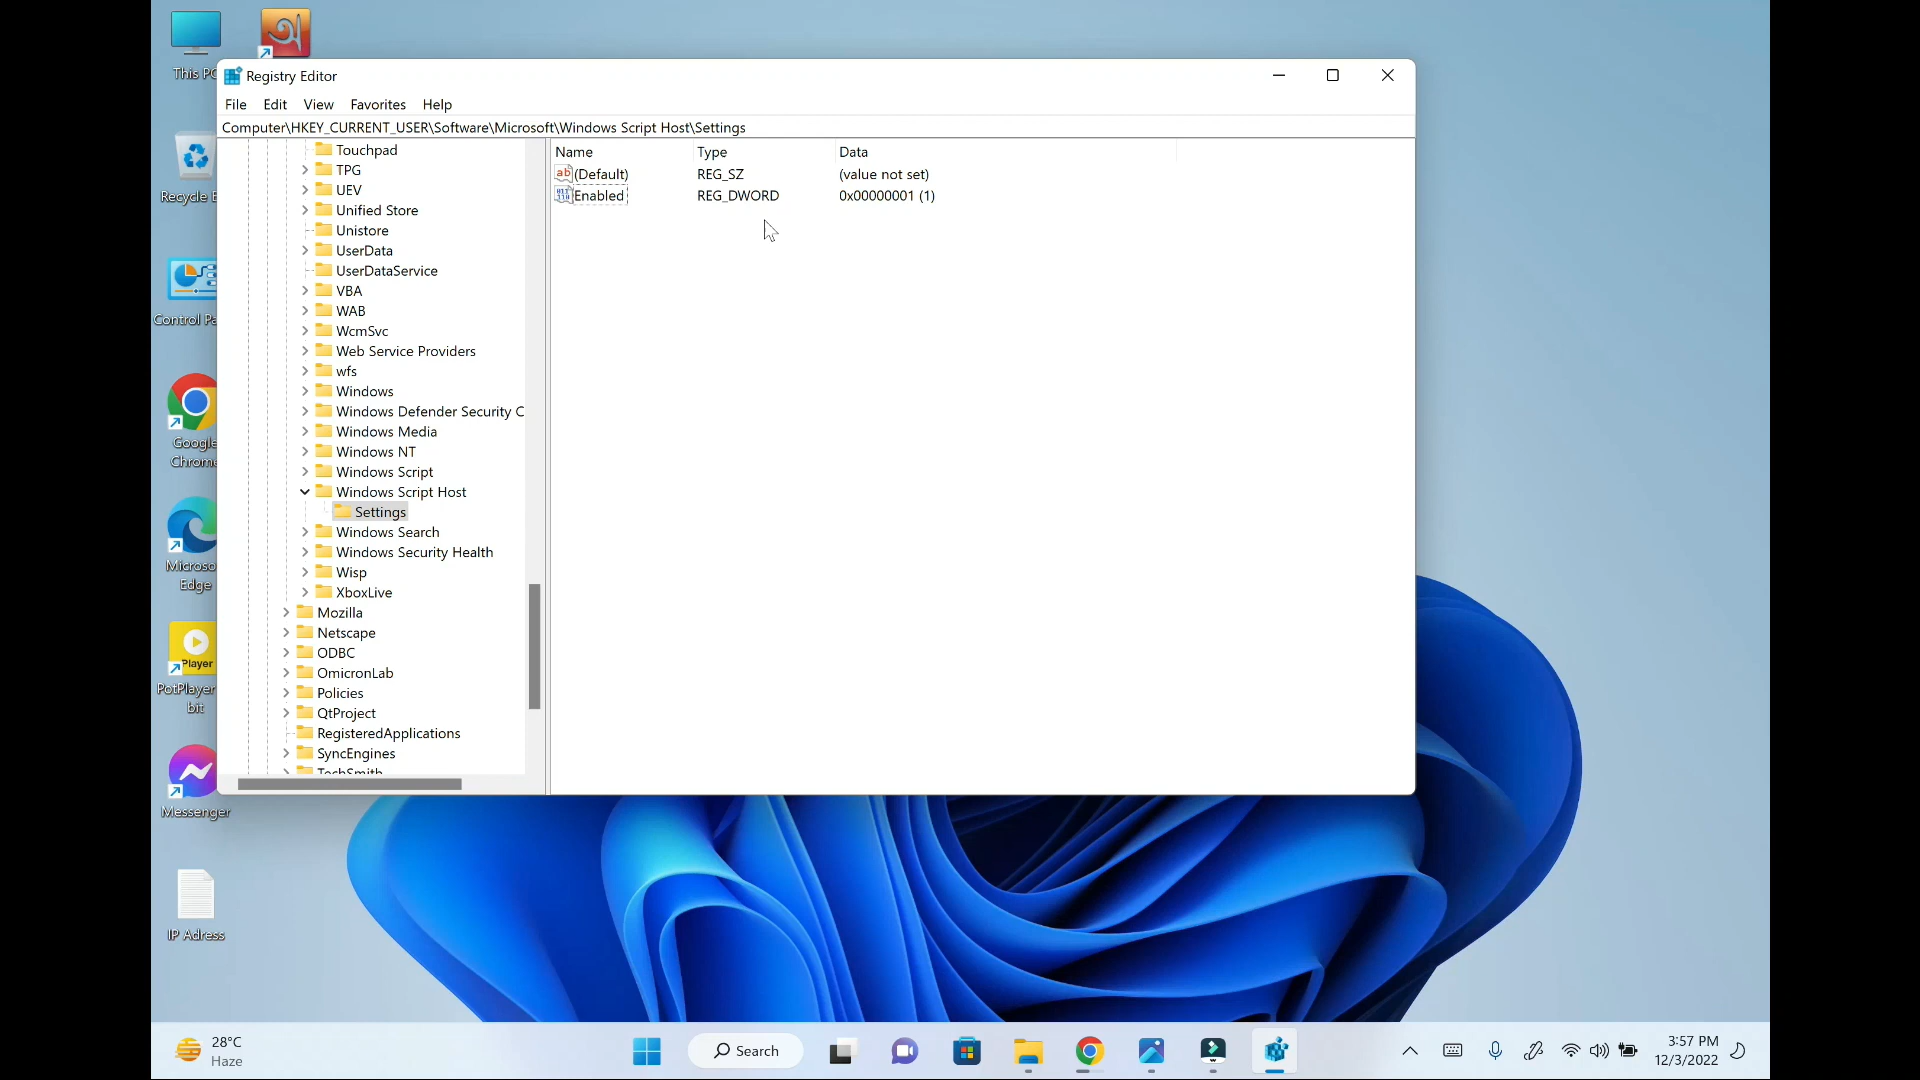 This PC
Recycle B
Control Pa
Google
Chrome
Microso
Edge
Player
PotPlayer
bit
Messenger
IP Adress
Registry Editor
File Edit View Favorites Help
Computer\HKEY_CURRENT_USER\Software\Microsoft\Windows Script Host\Settings
Touchpad
TPG
UEV
Unified Store
Unistore
UserData
UserDataService
VBA
WAB
WcmSvc
Web Service Providers
wfs
Windows
Windows Defender Security C
Windows Media
Windows NT
Windows Script
Windows Script Host
Settings
Windows Search
Windows Security Health
Wisp
XboxLive
Mozilla
Netscape
ODBC
OmicronLab
Policies
QtProject
RegisteredApplications
SyncEngines
TechSmith
Name Type Data
(Default) REG_SZ (value not set)
Enabled REG_DWORD 0x00000001 (1)
28°C
Haze
Search
3:57 PM
12/3/2022